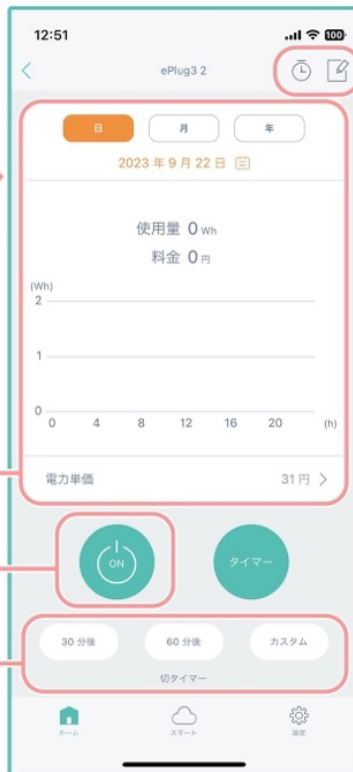 12:51 100
ePlug3 2
日 月 年
2023 年 9 月 22 日
使用量 0 Wh
料金 0 円
(Wh)
2
1
0
0 4 8 12 16 20 (h)
電力単価 31 円
ON タイマー
30 分後 60 分後 カスタム
切タイマー
ホーム スマート 設定